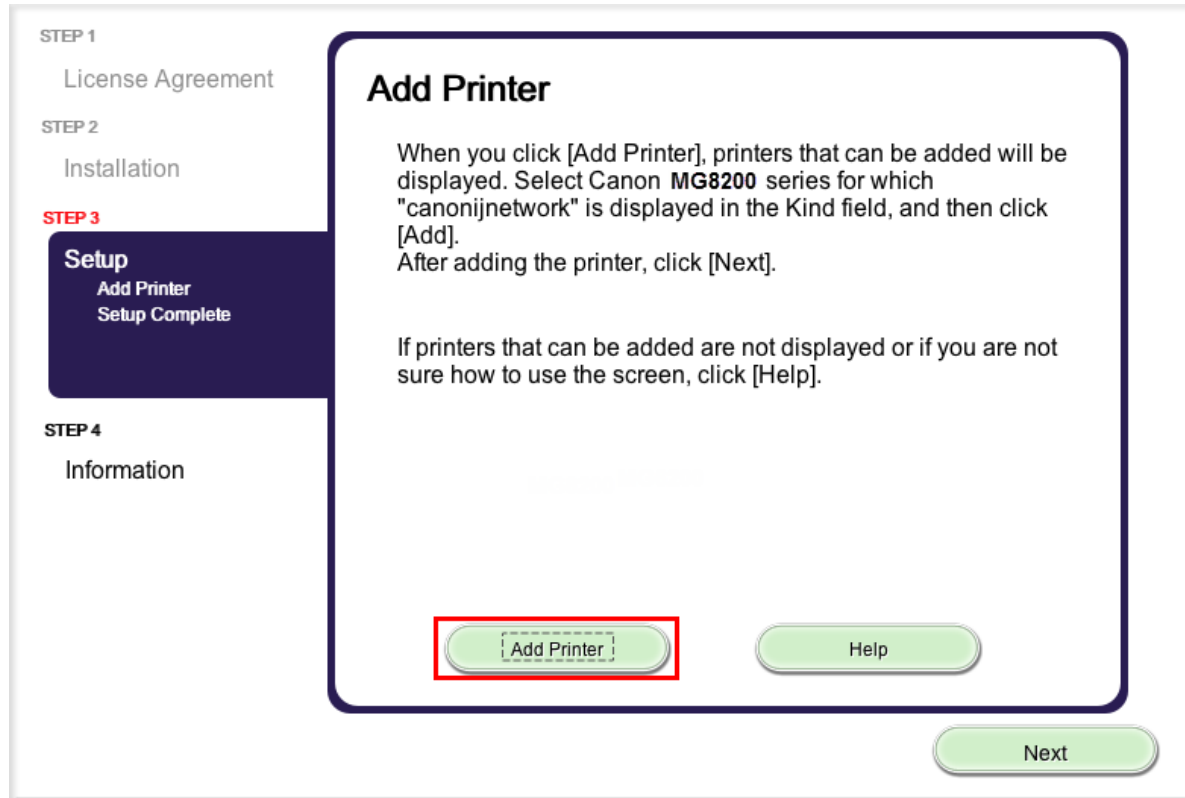 STEP 1
License Agreement
STEP 2
Installation
STEP 3
Setup
Add Printer
Setup Complete
STEP 4
Information
Add Printer
When you click [Add Printer], printers that can be added will be
displayed. Select Canon MG8200 series for which
"canonijnetwork" is displayed in the Kind field, and then click
[Add].
After adding the printer, click [Next].
If printers that can be added are not displayed or if you are not
sure how to use the screen, click [Help].
Add Printer
Help
Next